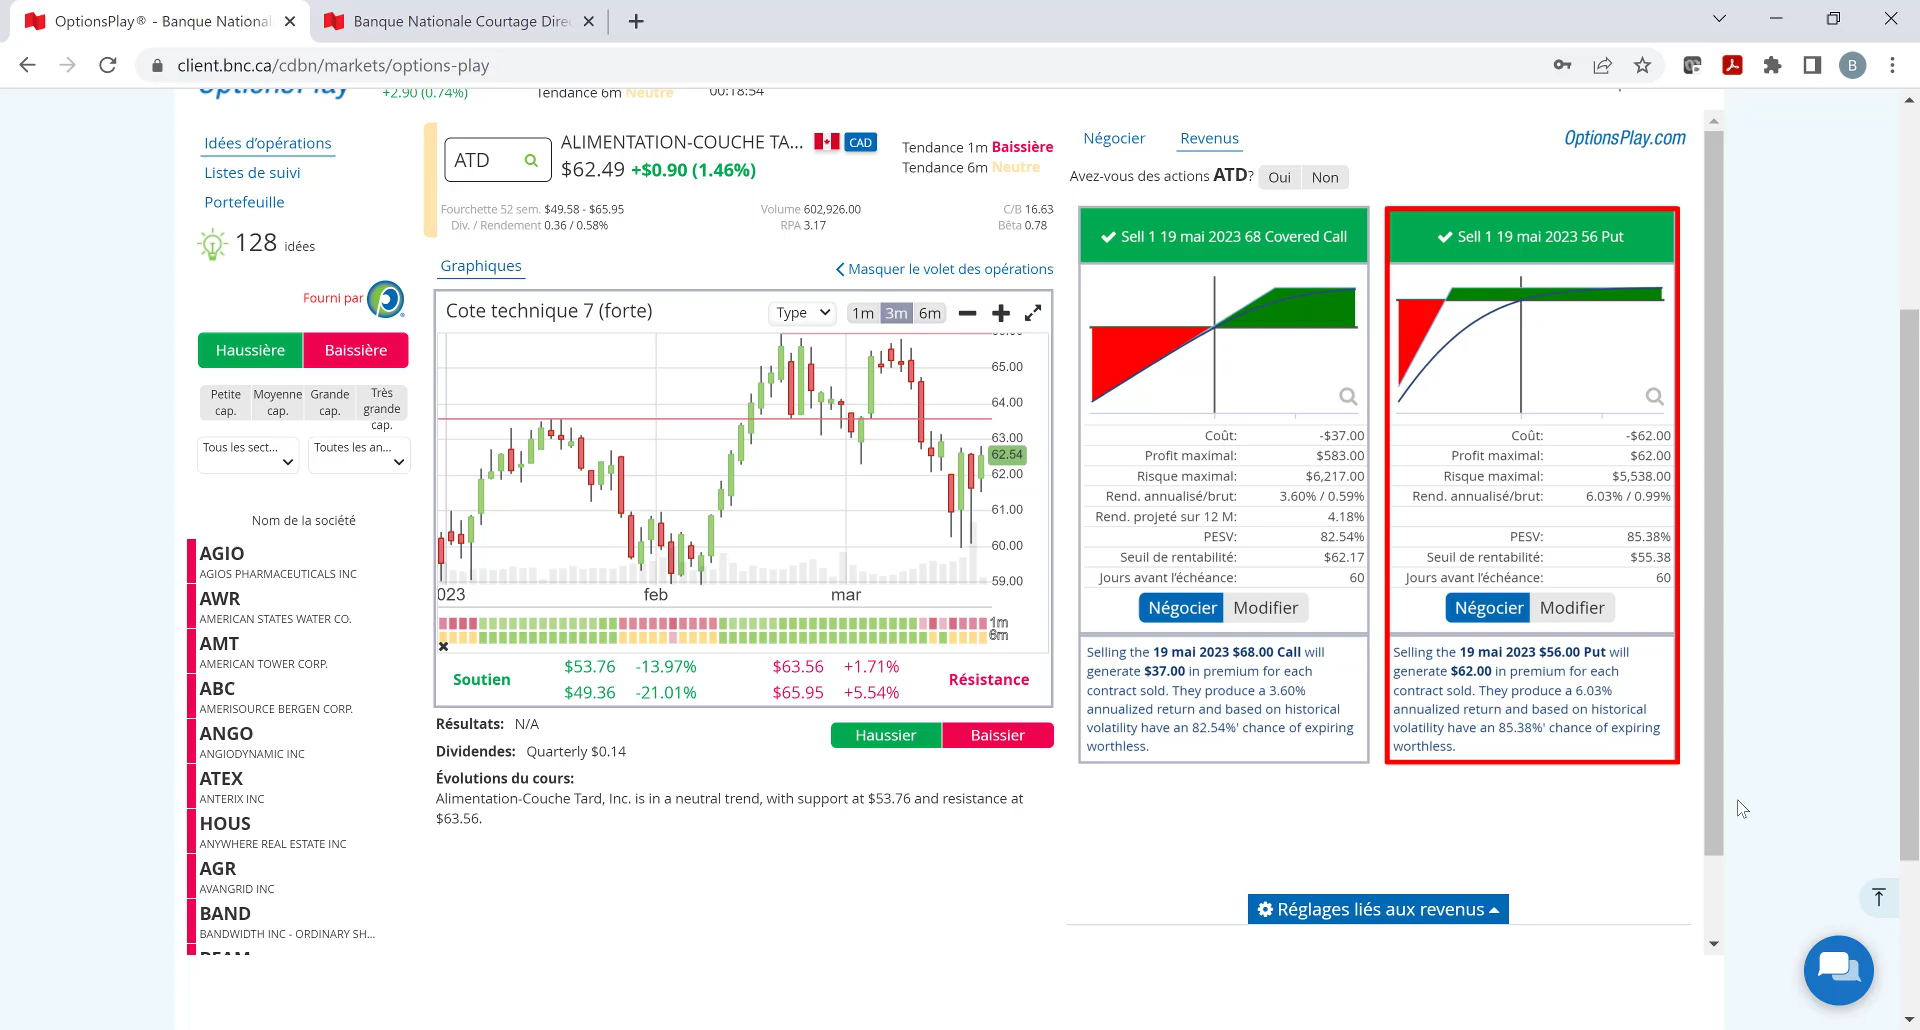 OptionsPlay® - Banque National
Banque Nationale Courtage Dire
client.bnc.ca/cdbn/markets/options-play
B
OptionsPlay
+2.90 (0.74%)
Tendance 6m Neutre
00:18:54
Idées d'opérations
Listes de suivi
Portefeuille
128 idées
Fourni par
Haussière
Baissière
Petite cap.
Moyenne cap.
Grande cap.
Très grande cap.
Tous les sect...
Toutes les an...
Nom de la société
AGIO
AGIOS PHARMACEUTICALS INC
AWR
AMERICAN STATES WATER CO.
AMT
AMERICAN TOWER CORP.
ABC
AMERISOURCE BERGEN CORP.
ANGO
ANGIODYNAMIC INC
ATEX
ANTERIX INC
HOUS
ANYWHERE REAL ESTATE INC
AGR
AVANGRID INC
BAND
BANDWIDTH INC - ORDINARY SH...
BEAM
ATD
ALIMENTATION-COUCHE TA...
CAD
$62.49 +$0.90 (1.46%)
Tendance 1m Baissière
Tendance 6m Neutre
Fourchette 52 sem. $49.58 - $65.95
Volume 602,926.00
C/B 16.63
Div. / Rendement 0.36 / 0.58%
RPA 3.17
Bêta 0.78
Graphiques
Masquer le volet des opérations
Cote technique 7 (forte)
Type
1m 3m 6m
65.00
64.00
63.00
62.54
62.00
61.00
60.00
59.00
023
feb
mar
1m
6m
Soutien
$53.76 -13.97%
$49.36 -21.01%
$63.56 +1.71%
$65.95 +5.54%
Résistance
Résultats: N/A
Dividendes: Quarterly $0.14
Haussier
Baissier
Évolutions du cours:
Alimentation-Couche Tard, Inc. is in a neutral trend, with support at $53.76 and resistance at
$63.56.
Négocier
Revenus
OptionsPlay.com
Avez-vous des actions ATD?
Oui
Non
Sell 1 19 mai 2023 68 Covered Call
Coût: -$37.00
Profit maximal: $583.00
Risque maximal: $6,217.00
Rend. annualisé/brut: 3.60% / 0.59%
Rend. projeté sur 12 M: 4.18%
PESV: 82.54%
Seuil de rentabilité: $62.17
Jours avant l'échéance: 60
Négocier
Modifier
Selling the 19 mai 2023 $68.00 Call will
generate $37.00 in premium for each
contract sold. They produce a 3.60%
annualized return and based on historical
volatility have an 82.54%' chance of expiring
worthless.
Sell 1 19 mai 2023 56 Put
Coût: -$62.00
Profit maximal: $62.00
Risque maximal: $5,538.00
Rend. annualisé/brut: 6.03% / 0.99%
PESV: 85.38%
Seuil de rentabilité: $55.38
Jours avant l'échéance: 60
Négocier
Modifier
Selling the 19 mai 2023 $56.00 Put will
generate $62.00 in premium for each
contract sold. They produce a 6.03%
annualized return and based on historical
volatility have an 85.38%' chance of expiring
worthless.
Réglages liés aux revenus